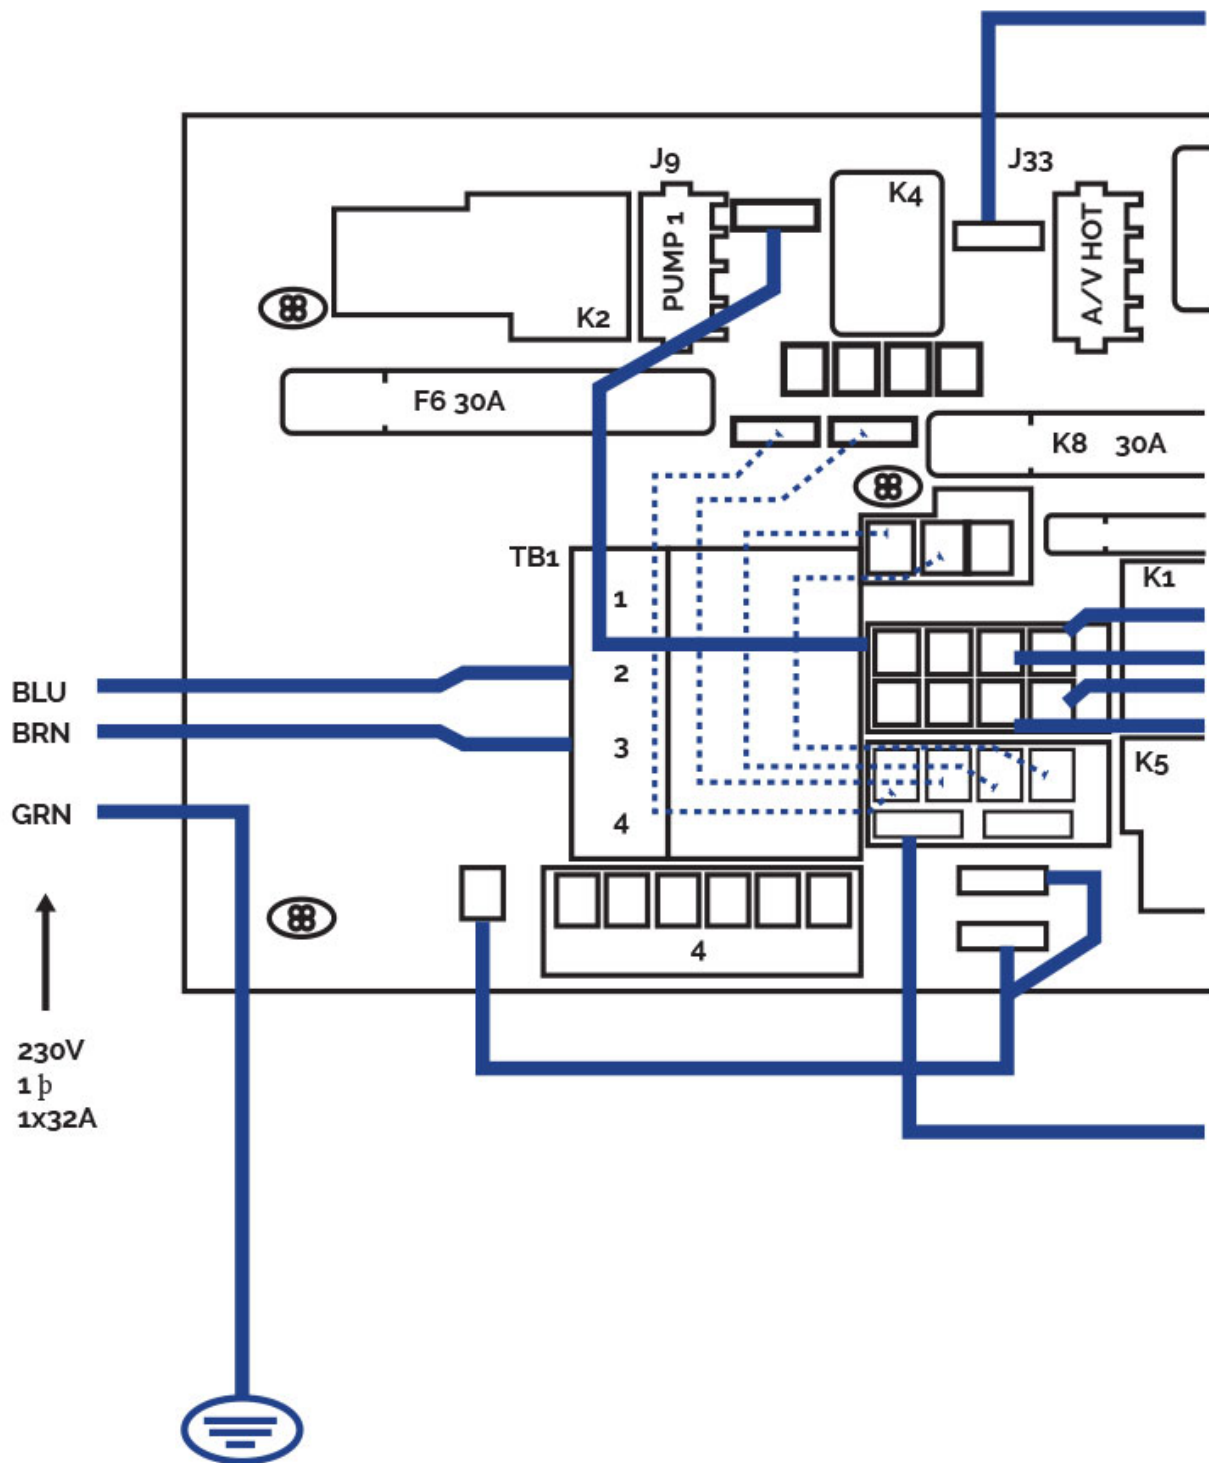 J9
J33
K4
PUMP 1
A/V HOT
K2
F6 30A
K8 30A
TB1
K1
1
2
BLU
BRN
3
K5
GRN
4
4
230V
1 þ
1x32A